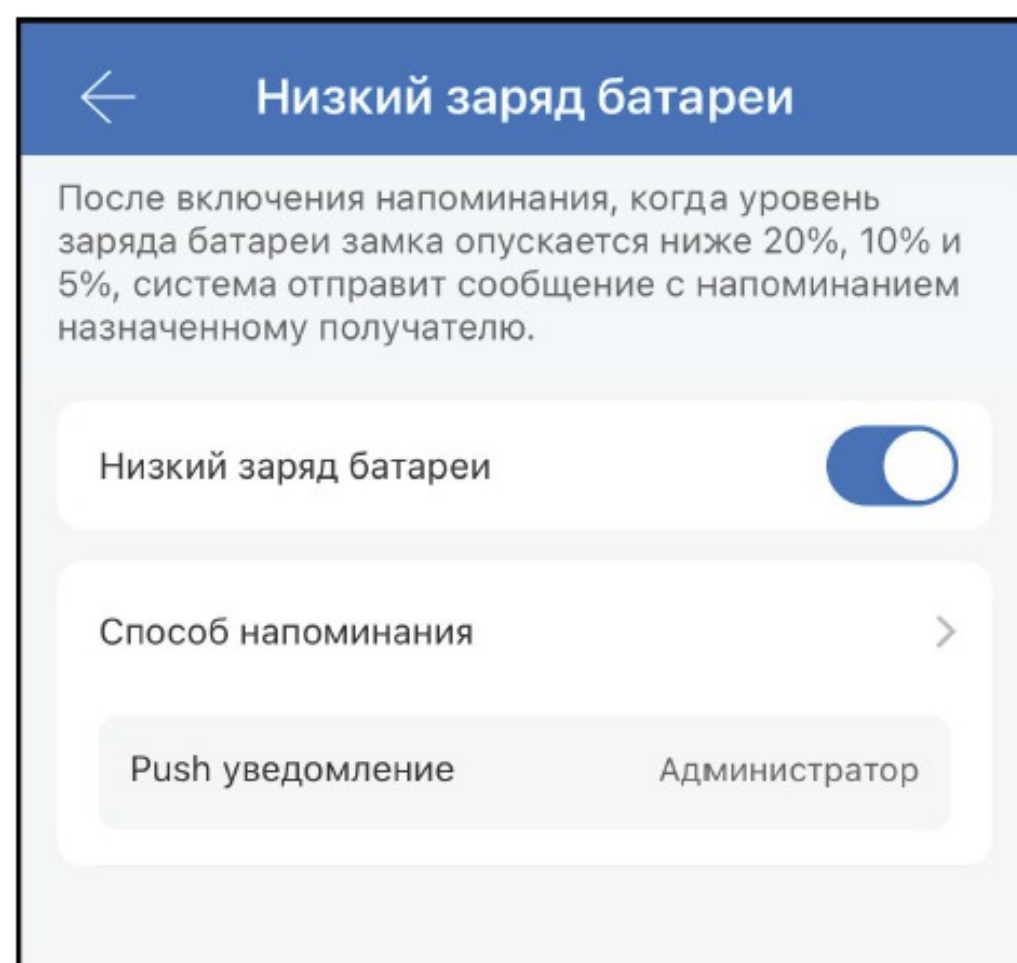 Низкий заряд батареи
После включения напоминания, когда уровень
заряда батареи замка опускается ниже 20%, 10% и
5%, система отправит сообщение с напоминанием
назначенному получателю.
Низкий заряд батареи
Способ напоминания
Push уведомление Администратор